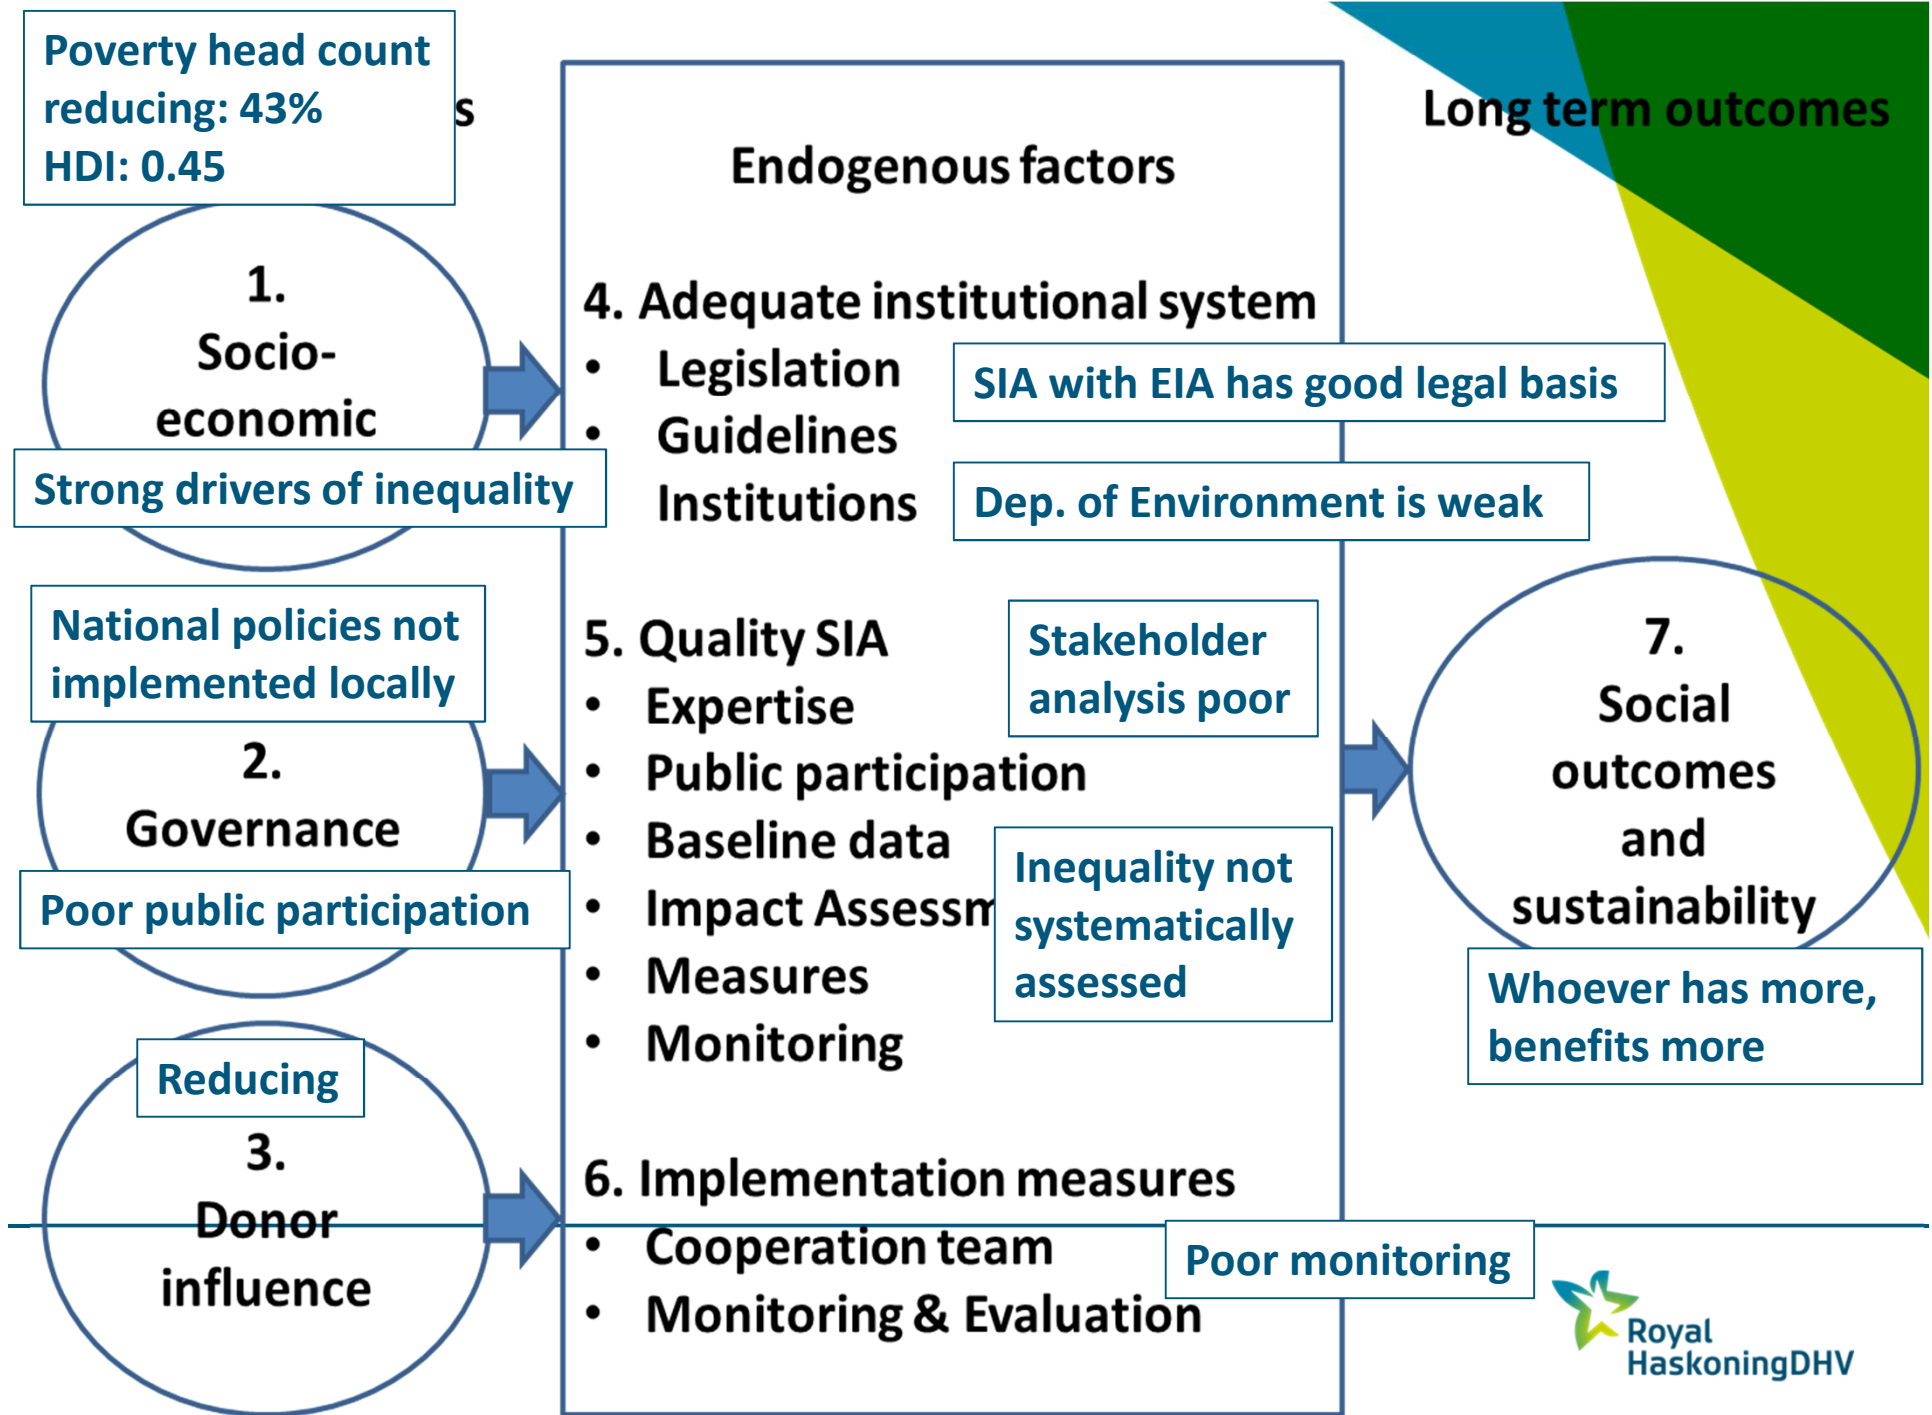 Poverty head count
reducing: 43%
HDI: 0.45
s
1.
Socio-
economic
Strong drivers of inequality
National policies not
implemented locally
2.
Governance
Poor public participation
Reducing
3.
Donor
influence
Endogenous factors
4. Adequate institutional system
• Legislation
• Guidelines
Institutions
SIA with EIA has good legal basis
Dep. of Environment is weak
5. Quality SIA
• Expertise
• Public participation
• Baseline data
• Impact Assessm
• Measures
• Monitoring
Stakeholder
analysis poor
Inequality not
systematically
assessed
6. Implementation measures
• Cooperation team
• Monitoring & Evaluation
Poor monitoring
Long term outcomes
7.
Social
outcomes
and
sustainability
Whoever has more,
benefits more
Royal
HaskoningDHV